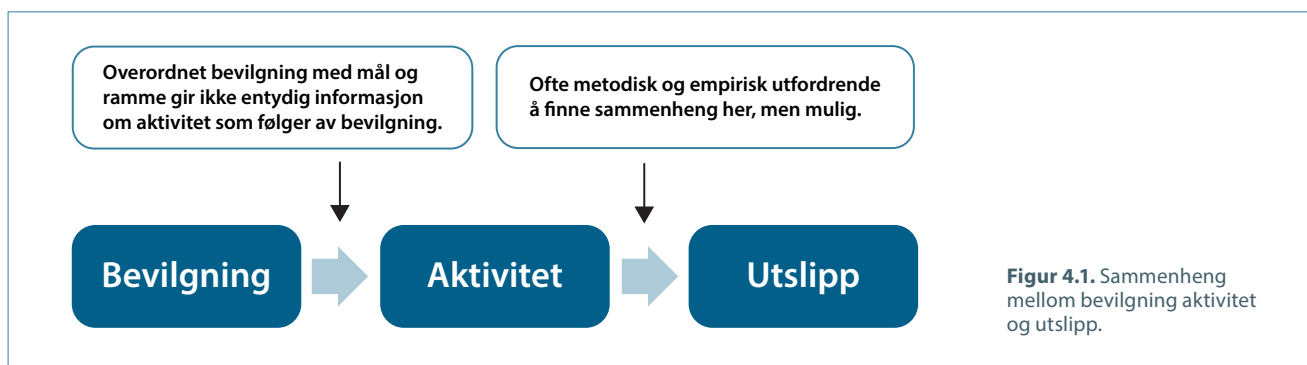 Overordnet bevilgning med mål og
ramme gir ikke entydig informasjon
om aktivitet som følger av bevilgning.
Ofte metodisk og empirisk utfordrende
å finne sammenheng her, men mulig.
Bevilgning
Aktivitet
Utslipp
Figur 4.1. Sammenheng
mellom bevilgning aktivitet
og utslipp.